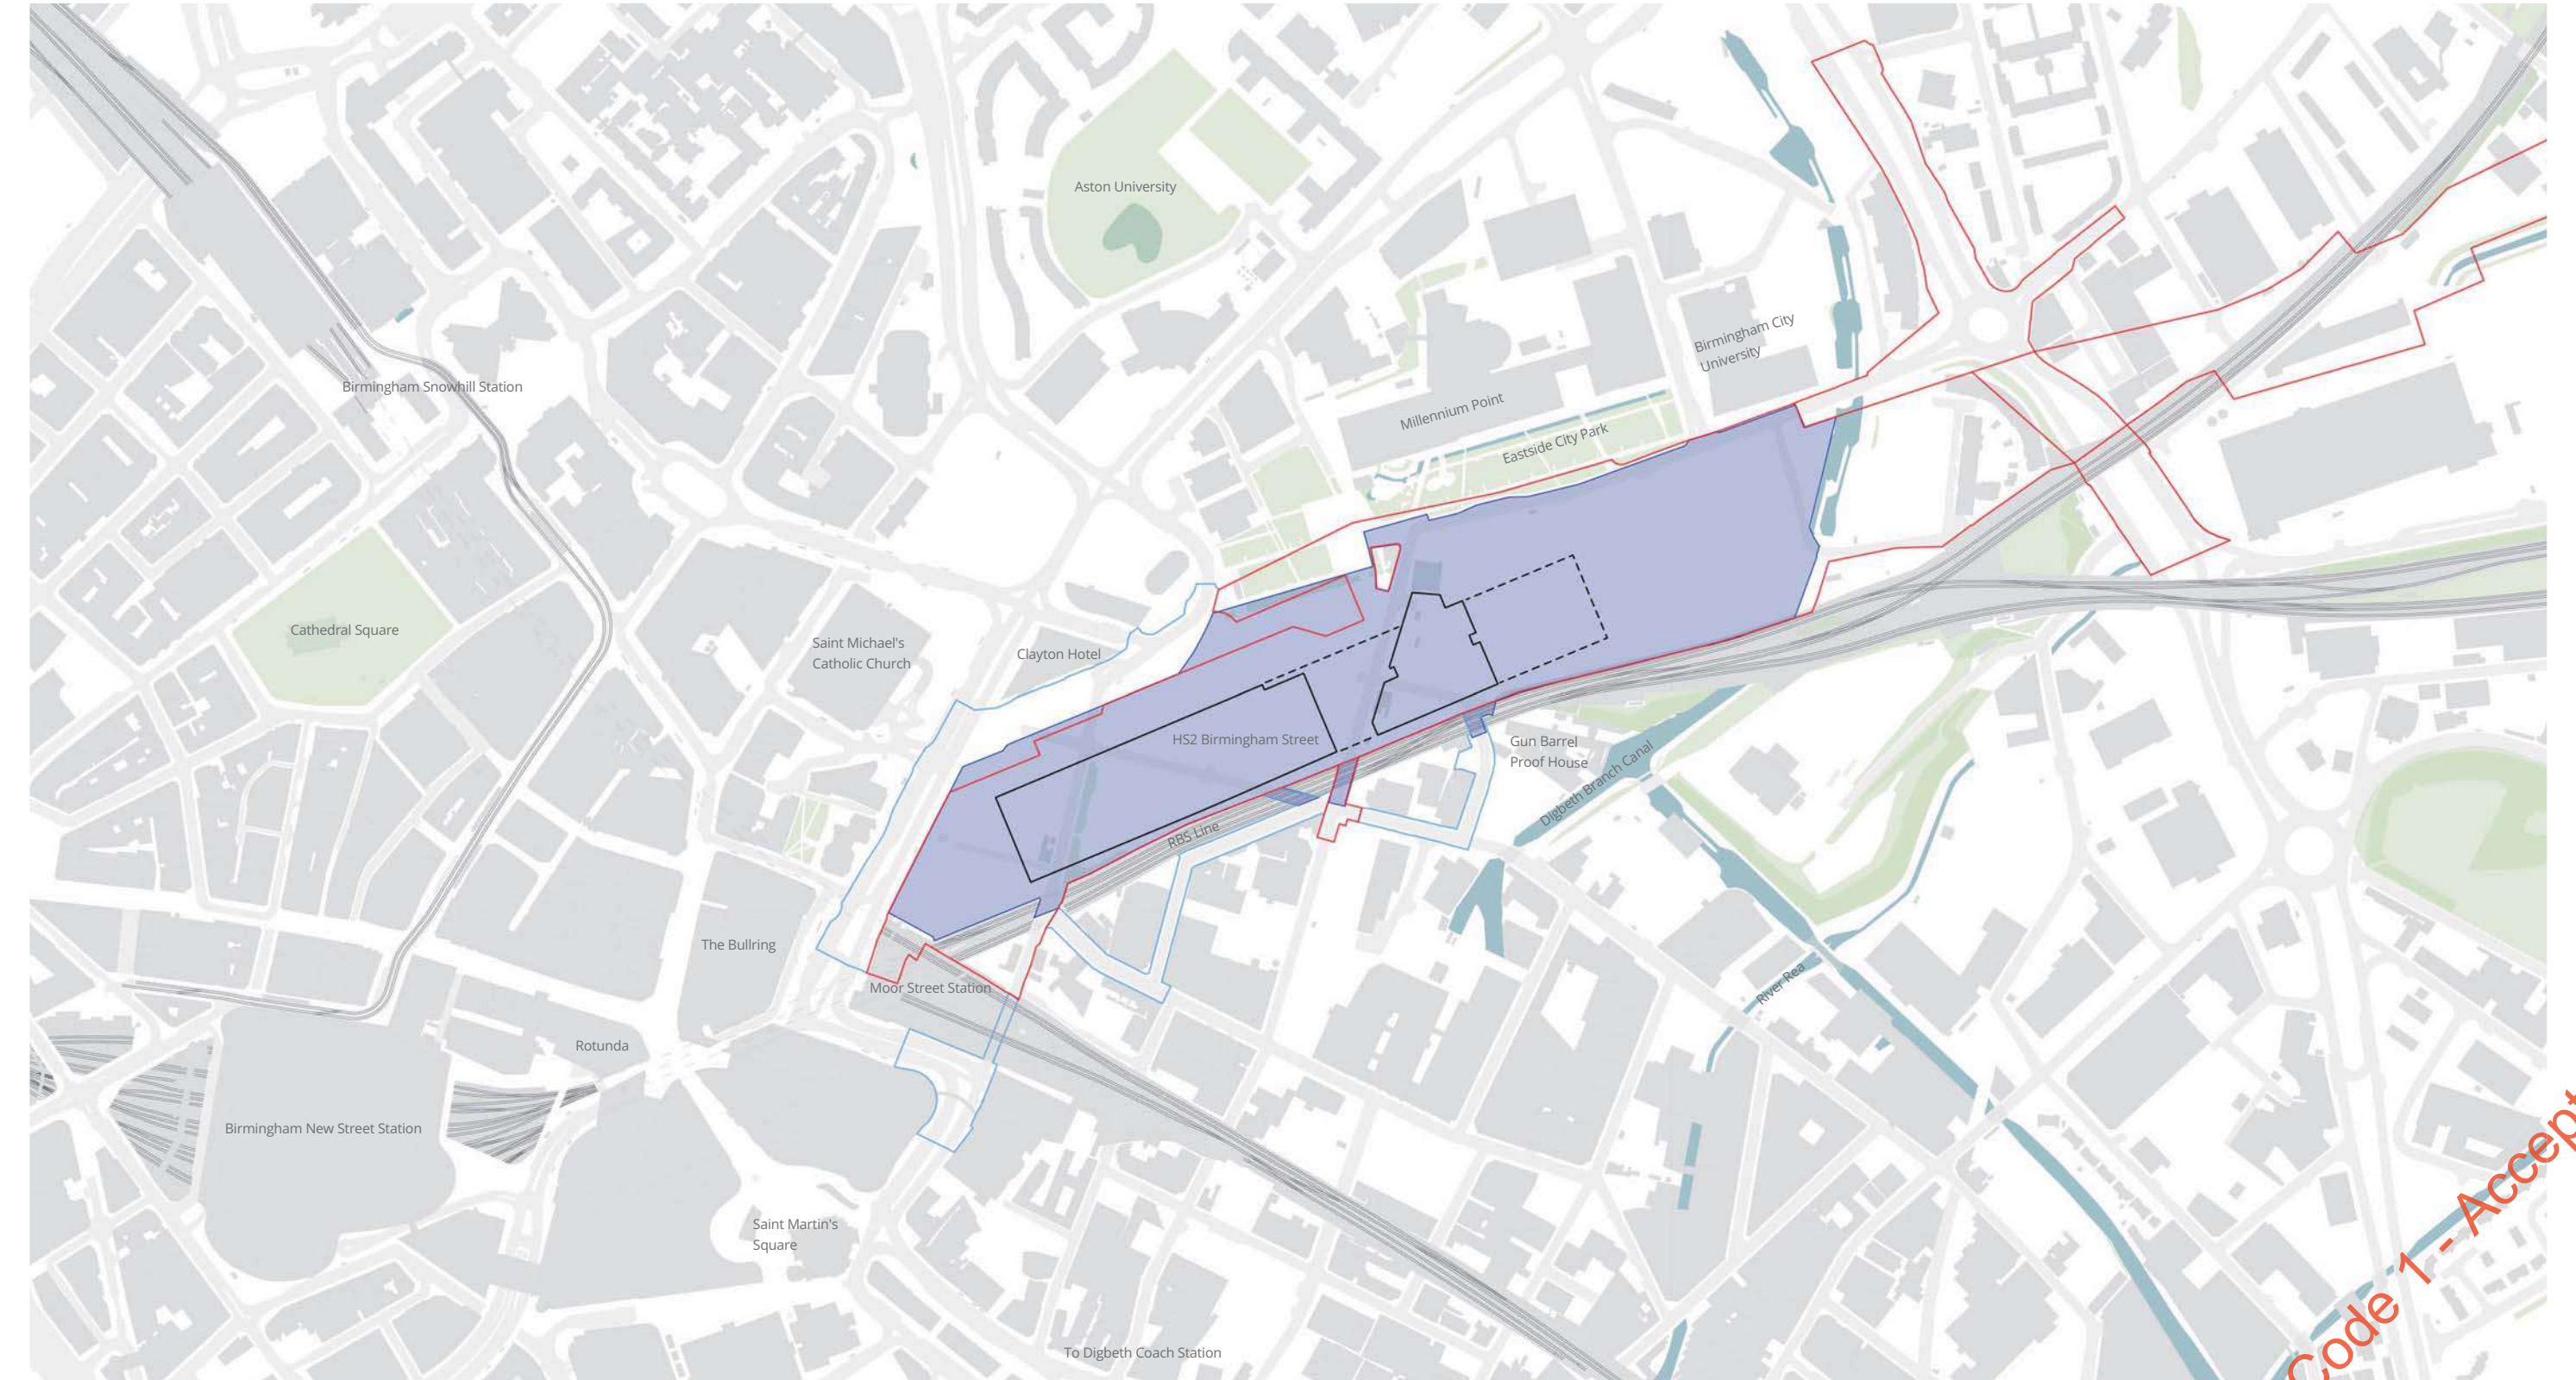 Aston University
Birmingham City
University
Birmingham Snowhill Station
Millennium Point
Eastside City Park
Cathedral Square
Saint Michael's
Catholic Church
Clayton Hotel
HS2 Birmingham Street
Gun Barrel
Proof House
Digbeth Branch Canal
RBS Line
The Bullring
Moor Street Station
River Rea
Rotunda
Birmingham New Street Station
Saint Martin's
Square
To Digbeth Coach Station
Code 1 - Accept